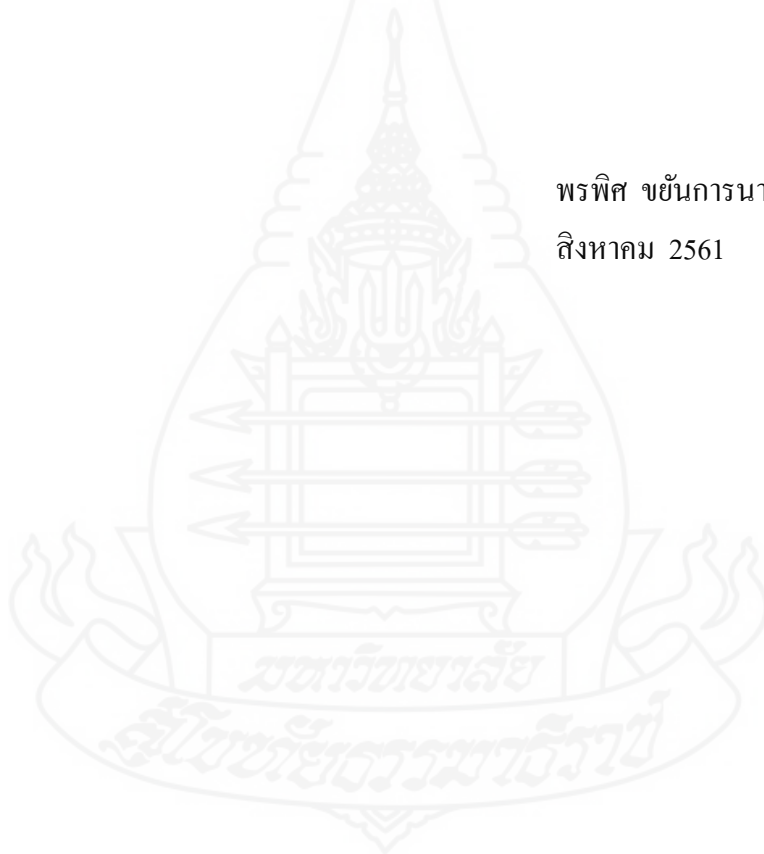 พรพิศ ขยันการนา
สิงหาคม 2561
มหาวิทยาลัย
สุโขทัยธรรมาธิราช